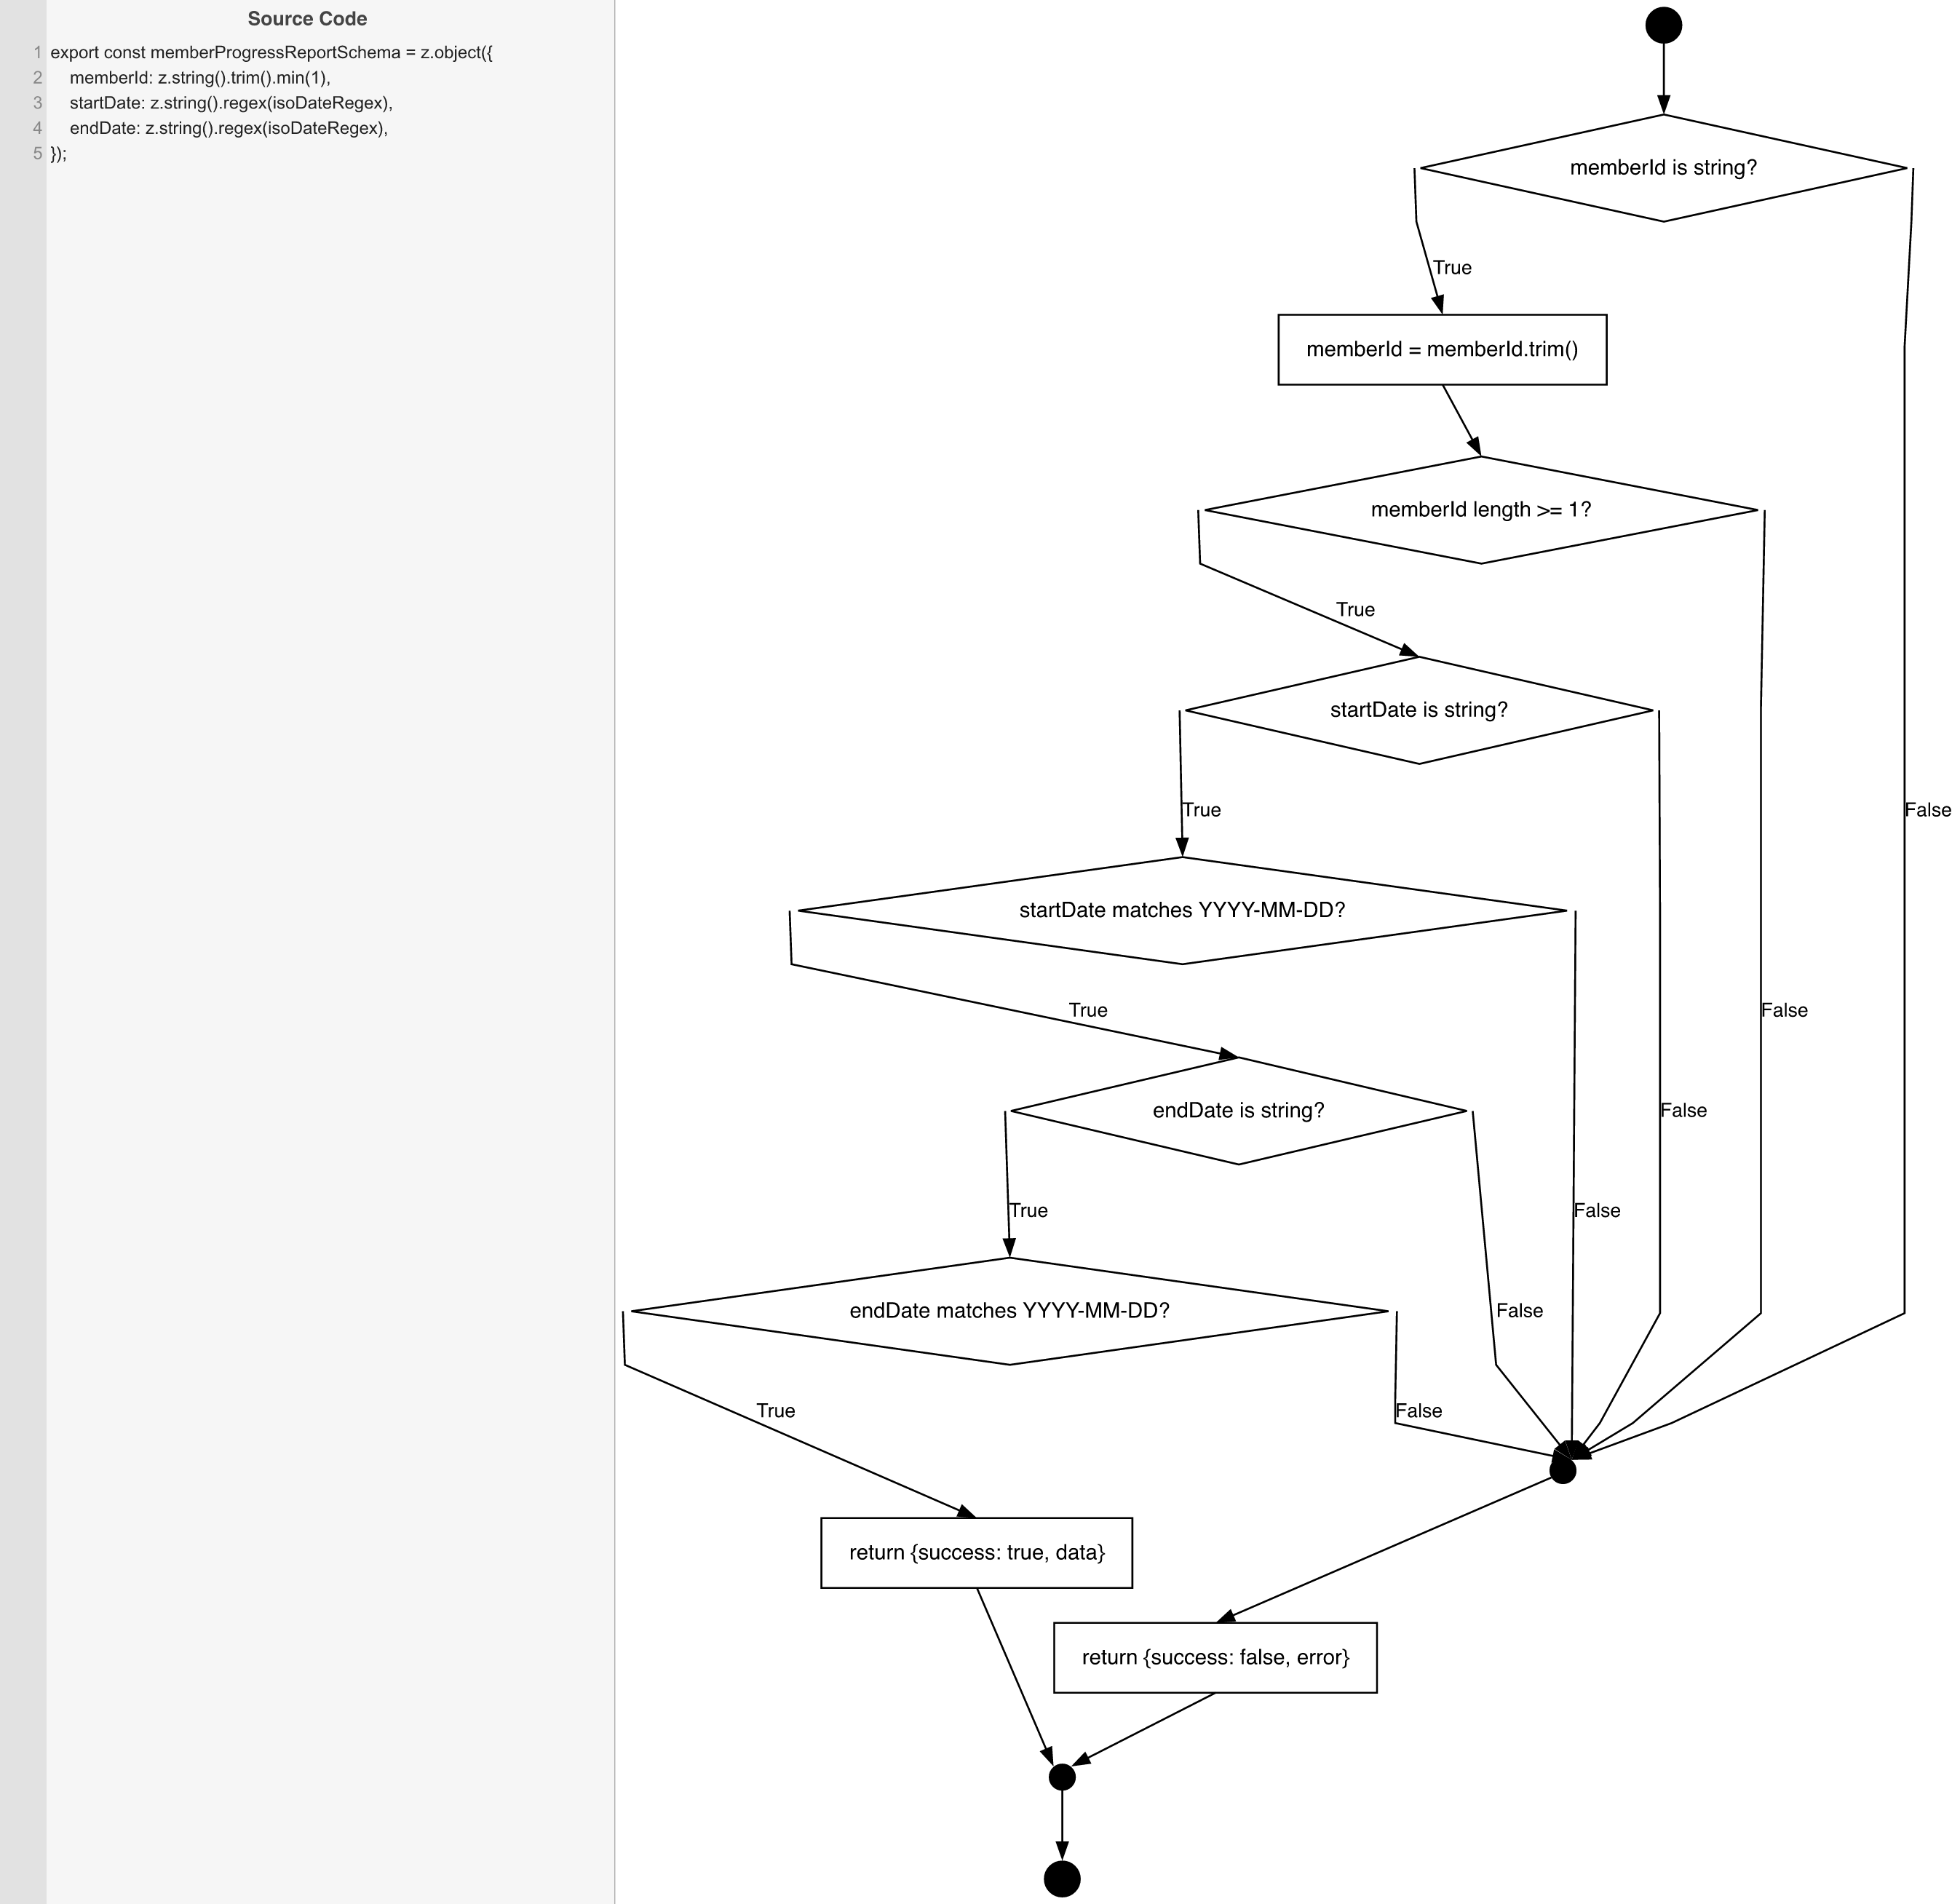 Source Code
1 export const memberProgressReportSchema = z.object({
2 memberId: z.string().trim().min(1),
3 startDate: z.string().regex(isoDateRegex),
4 endDate: z.string().regex(isoDateRegex),
5 });
memberId is string?
True
memberId = memberId.trim()
memberId length >= 1?
True
startDate is string?
True
False
startDate matches YYYY-MM-DD?
True
False
endDate is string?
False
True
False
endDate matches YYYY-MM-DD?
False
True
False
return {success: true, data}
return {success: false, error}